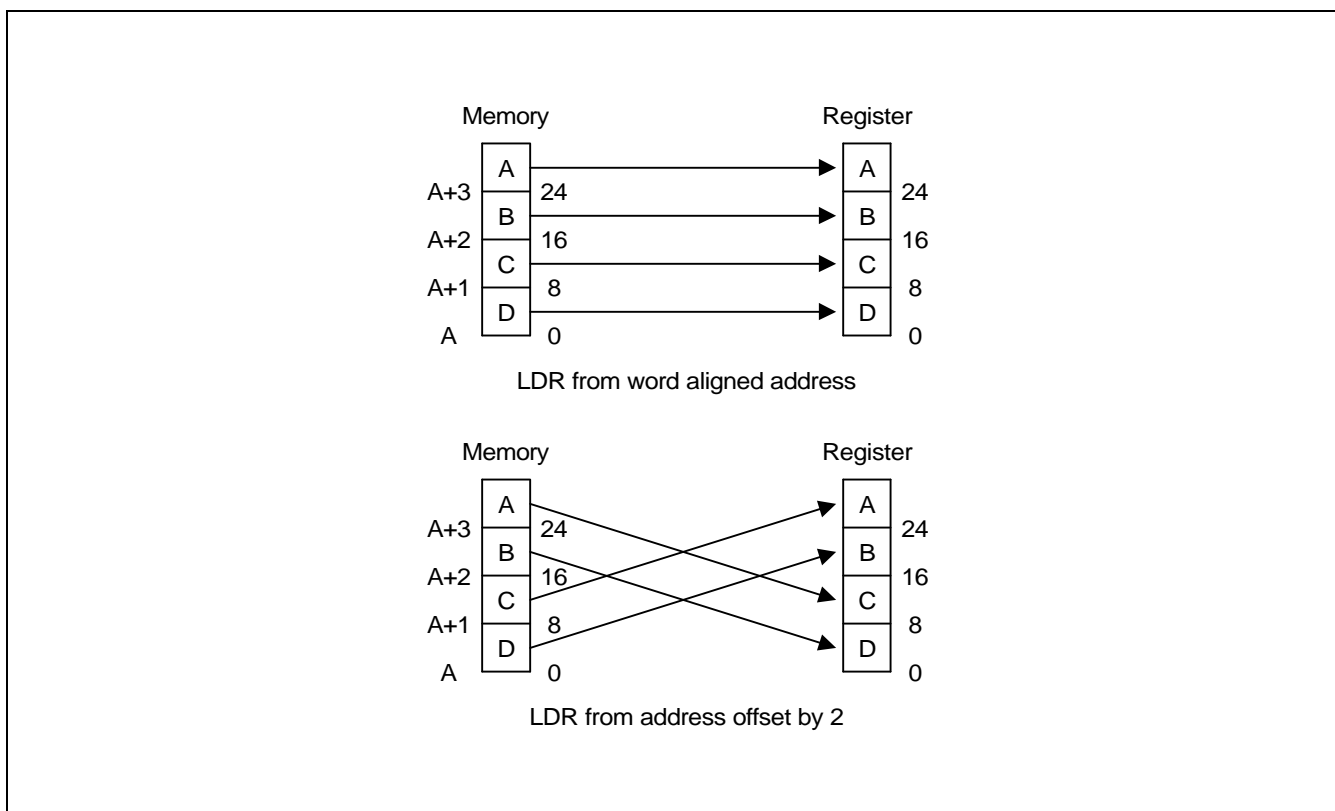 Memory Register
A A
A+3 24 24
B B
A+2 16 16
C C
A+1 8 8
D D
A 0 0
LDR from word aligned address
Memory Register
A A
A+3 24 24
B B
A+2 16 16
C C
A+1 8 8
D D
A 0 0
LDR from address offset by 2